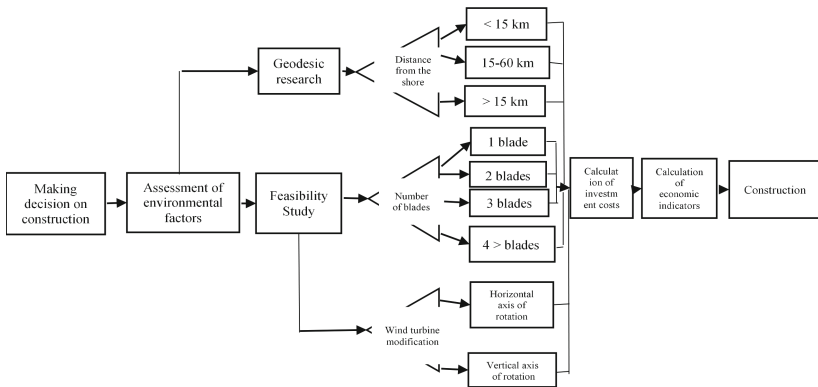 < 15 km
Geodesic
research
Distance
from the
shore
15-60 km
> 15 km
1 blade
Making
decision on
construction
Assessment of
environmental
factors
Feasibility
Study
Number
of blades
2 blades
3 blades
4 > blades
Calculat
ion of
investm
ent costs
Calculation
of
economic
indicators
Construction
Wind turbine
modification
Horizontal
axis of
rotation
Vertical axis
of rotation